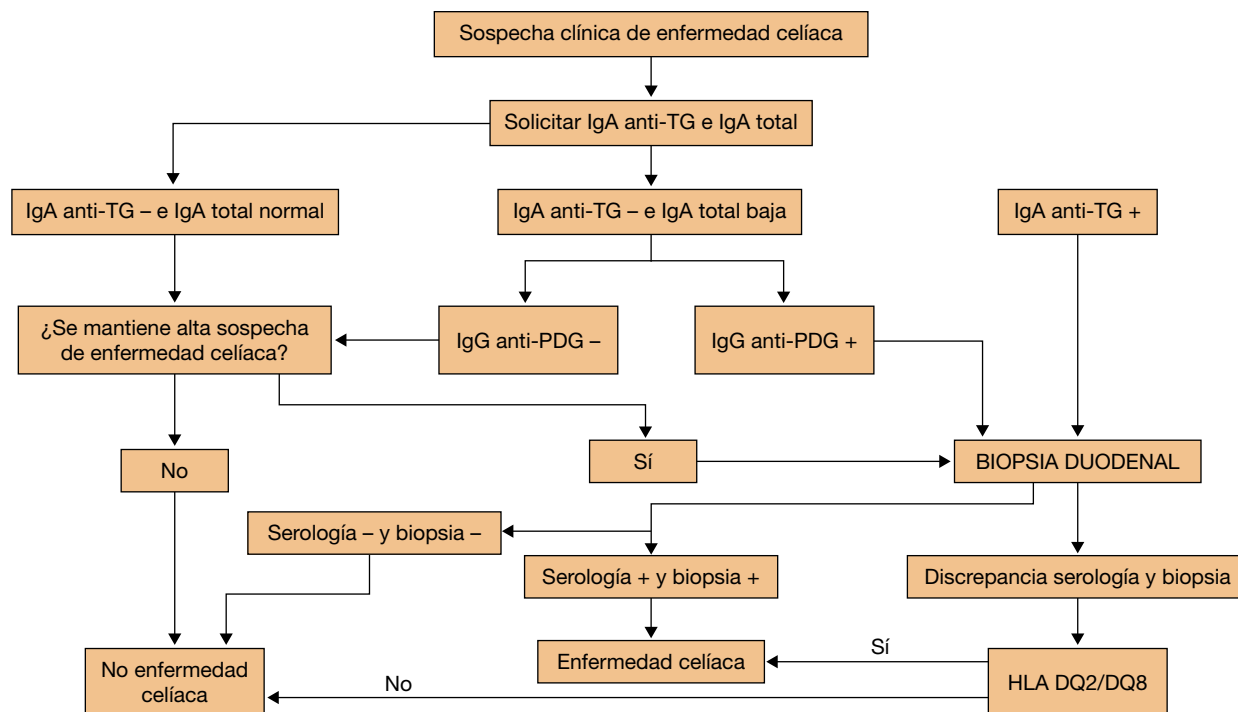 Sospecha clínica de enfermedad celíaca
Solicitar IgA anti-TG e IgA total
IgA anti-TG – e IgA total normal
IgA anti-TG – e IgA total baja
IgA anti-TG +
¿Se mantiene alta sospecha
de enfermedad celíaca?
IgG anti-PDG –
IgG anti-PDG +
No
Sí
BIOPSIA DUODENAL
Serología – y biopsia –
Serología + y biopsia +
Discrepancia serología y biopsia
No enfermedad
celíaca
Enfermedad celíaca
Sí
No
HLA DQ2/DQ8